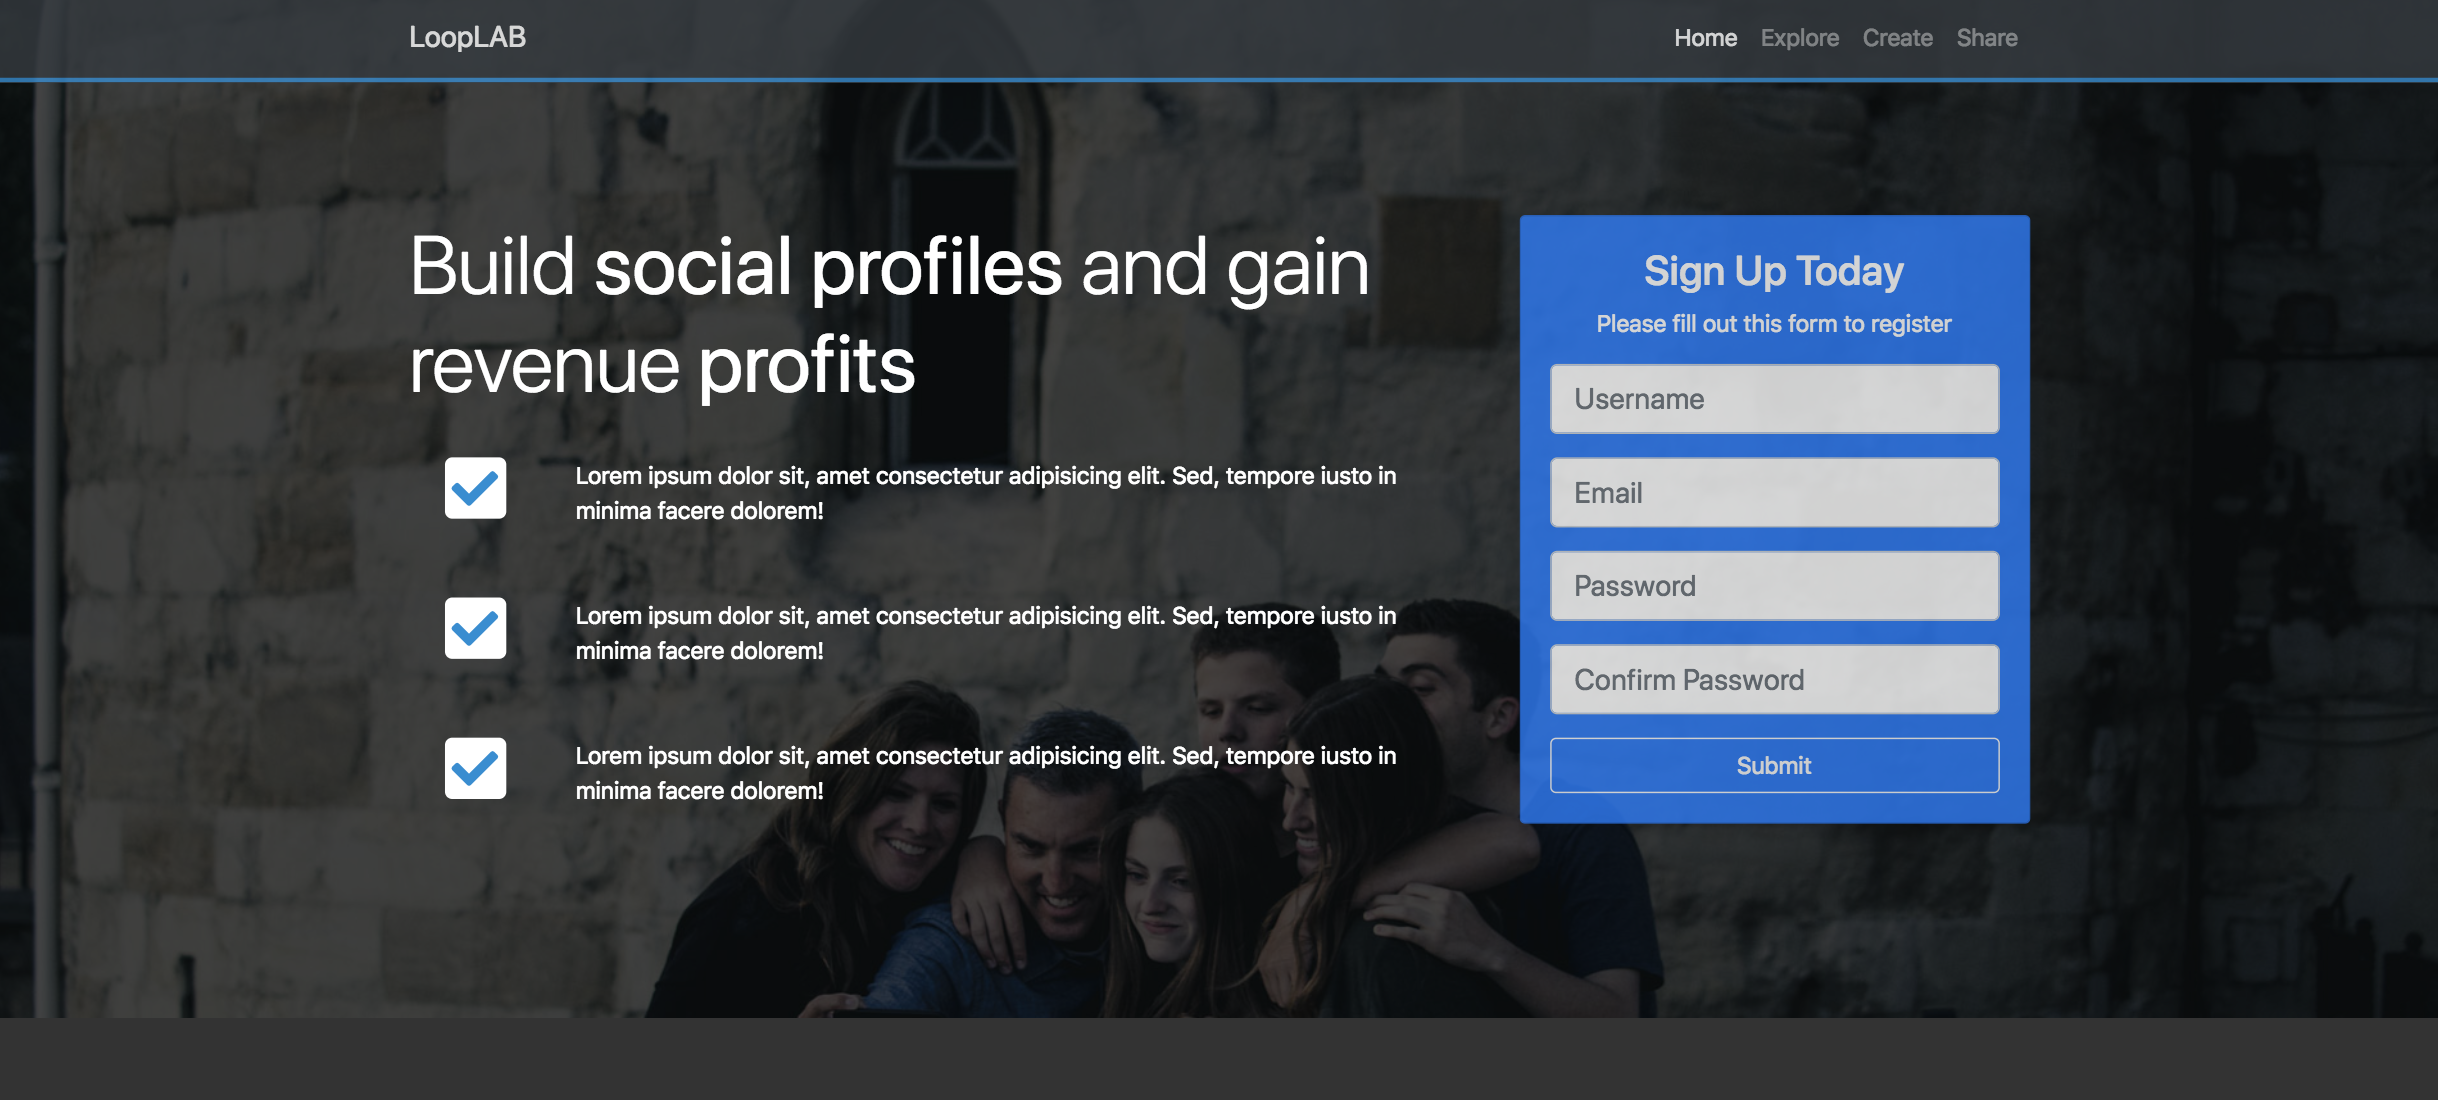 LoopLAB
Home Explore Create Share
Build social profiles and gain
revenue profits
Lorem ipsum dolor sit, amet consectetur adipisicing elit. Sed, tempore iusto in
minima facere dolorem!
Lorem ipsum dolor sit, amet consectetur adipisicing elit. Sed, tempore iusto in
minima facere dolorem!
Lorem ipsum dolor sit, amet consectetur adipisicing elit. Sed, tempore iusto in
minima facere dolorem!
Sign Up Today
Please fill out this form to register
Username
Email
Password
Confirm Password
Submit